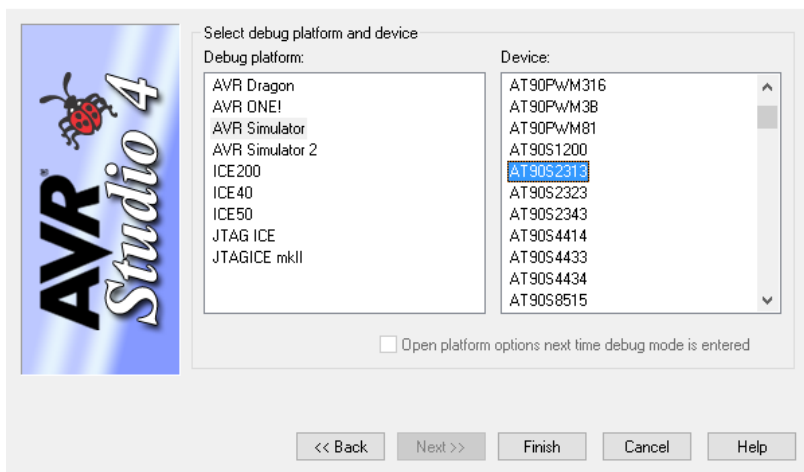 AVR® Studio 4
Select debug platform and device
Debug platform:
AVR Dragon
AVR ONE!
AVR Simulator
AVR Simulator 2
ICE200
ICE40
ICE50
JTAG ICE
JTAGICE mkII
Device:
AT90PWM316
AT90PWM3B
AT90PWM81
AT90S1200
AT90S2313
AT90S2323
AT90S2343
AT90S4414
AT90S4433
AT90S4434
AT90S8515
Open platform options next time debug mode is entered
<< Back
Next >>
Finish
Cancel
Help